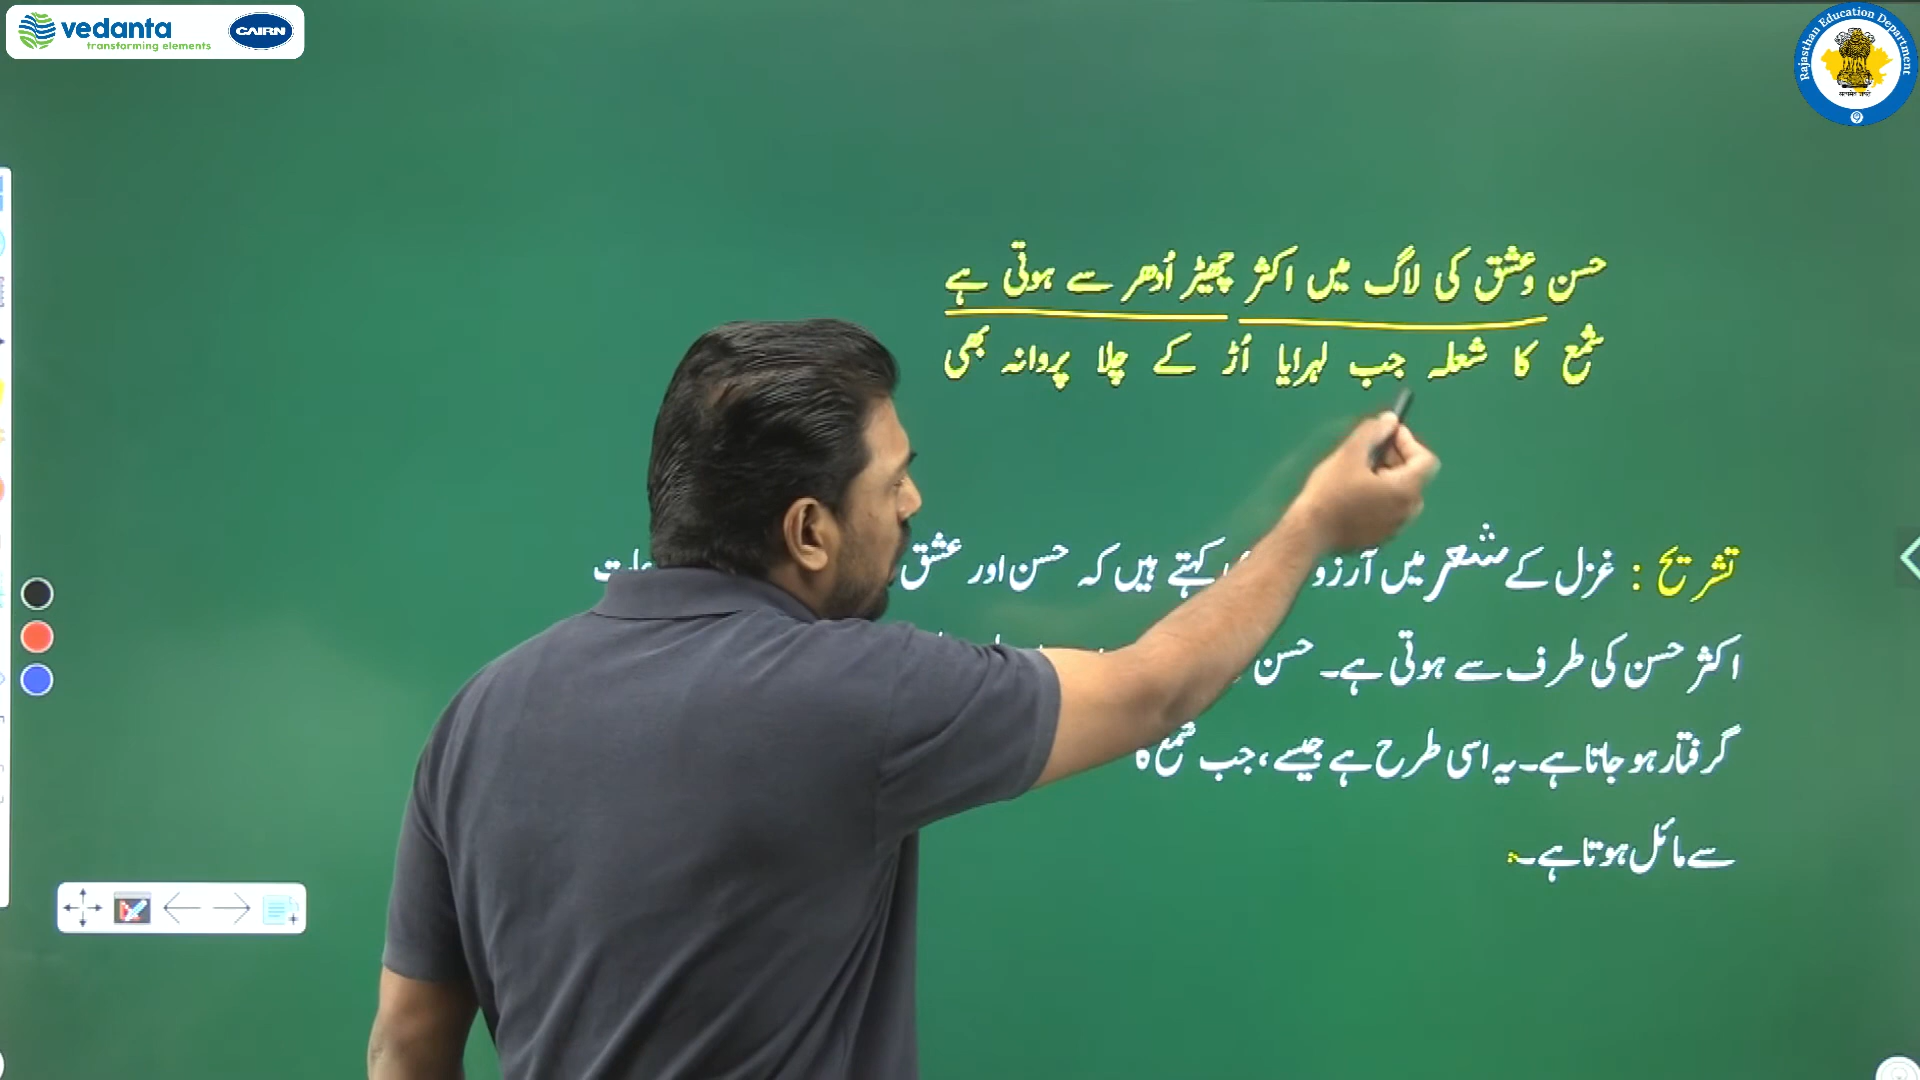 vedanta
transforming elements
CAIRN
Rajasthan Education Department
حسن و عشق کی لاگ میں اکثر چھیڑ اُدھر سے ہوتی ہے
شمع کا شعلہ جب لہرایا اُڑ کے چلا پروانہ بھی
تشریح : غزل کے شعر میں آرزو کہتے ہیں کہ حسن اور عشق
اکثر حسن کی طرف سے ہوتی ہے۔ حسن
گرفتار ہو جاتا ہے۔ یہ اسی طرح ہے جیسے، جب شمع کا
سے مائل ہوتا ہے۔